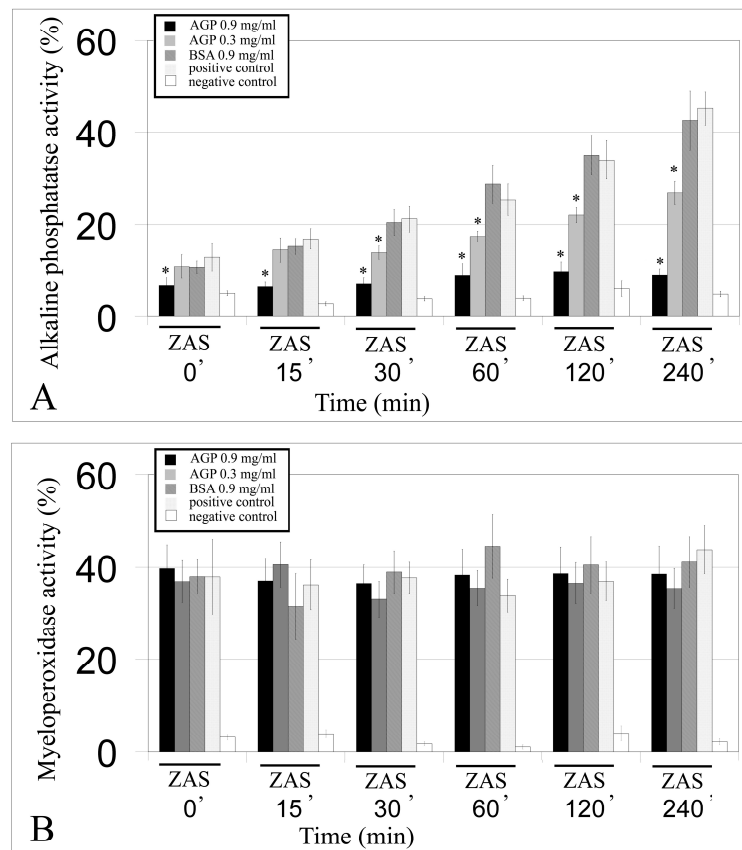 AGP 0.9 mg/ml
AGP 0.3 mg/ml
BSA 0.9 mg/ml
positive control
negative control
Alkaline phosphatatse activity (%)
60
40
20
0
* * * * * * * * * *
ZAS ZAS ZAS ZAS ZAS ZAS
0’ 15’ 30’ 60’ 120’ 240’
Time (min)
A
AGP 0.9 mg/ml
AGP 0.3 mg/ml
BSA 0.9 mg/ml
positive control
negative control
Myeloperoxidase activity (%)
60
40
20
0
ZAS ZAS ZAS ZAS ZAS ZAS
0’ 15’ 30’ 60’ 120’ 240’
Time (min)
B